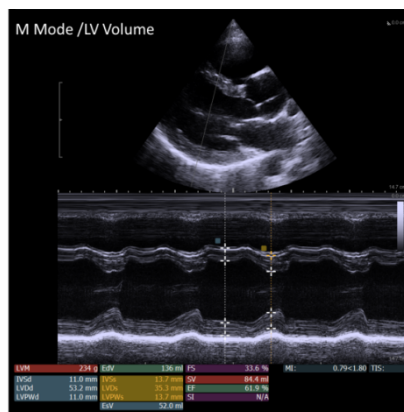 M Mode /LV Volume
LVM 234 g EdV 136 ml FS 33.6 % MI: 0.79<1.80 TIS:
IVSd 11.0 mm IVSs 13.7 mm SV 84.4 ml
LVDd 53.2 mm LVDs 35.3 mm EF 61.9 %
LVPWd 11.0 mm LVPWs 13.7 mm SI N/A
EsV 52.0 ml